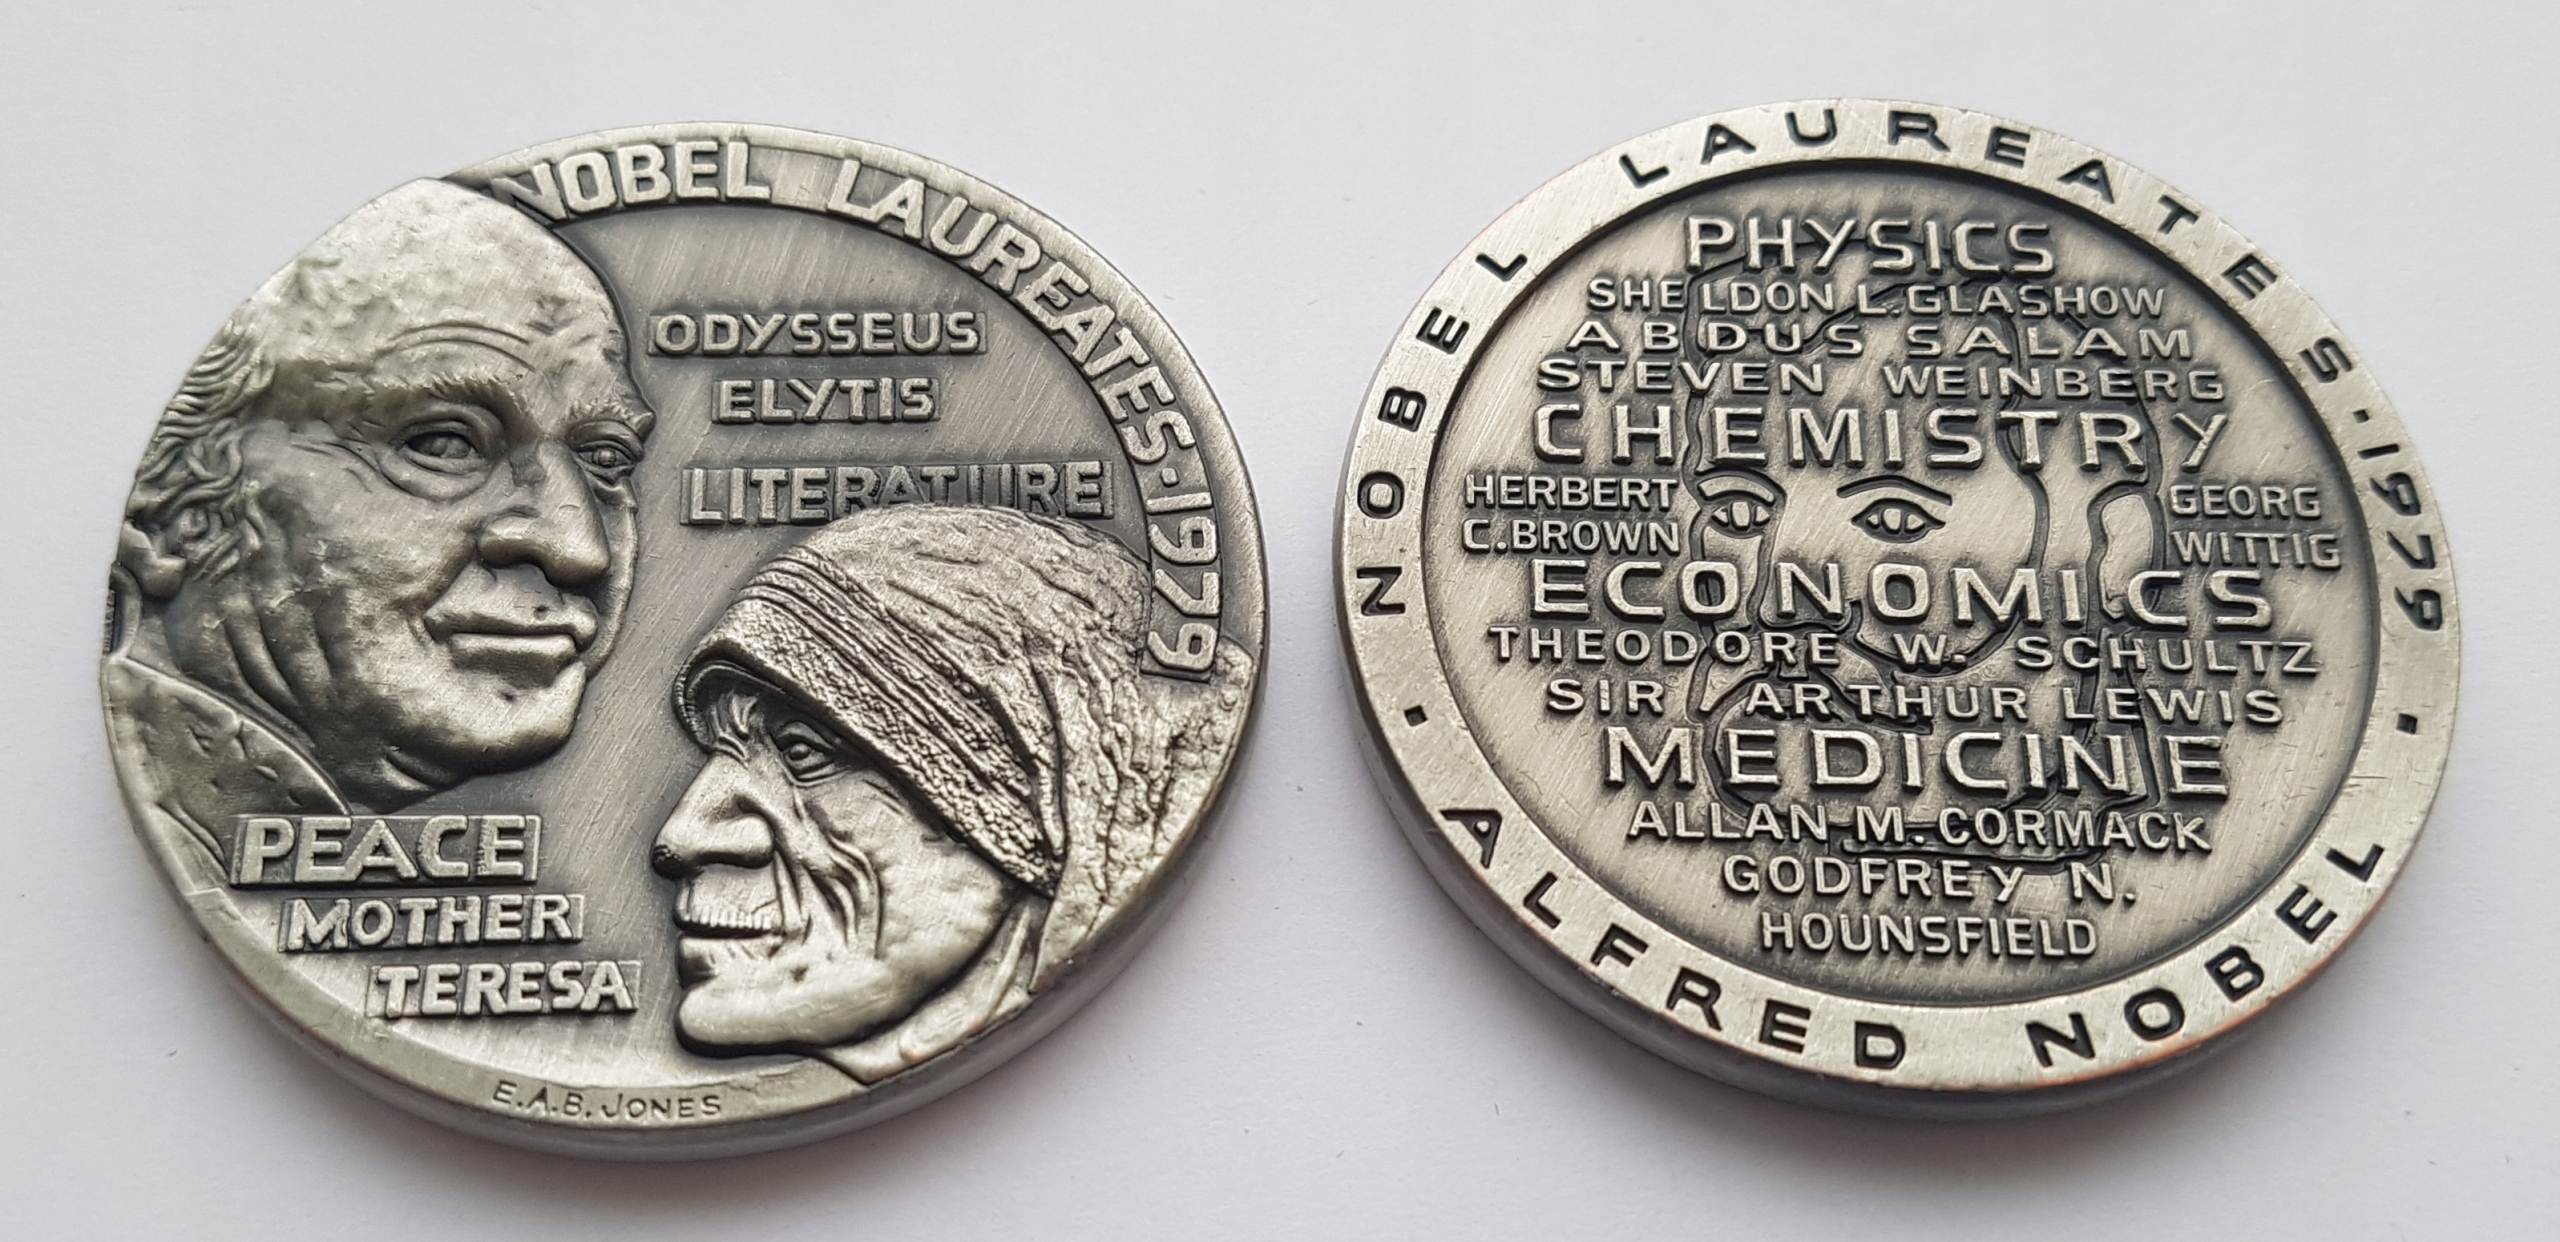 NOBEL LAUREATES · 1979
ODYSSEUS
ELYTIS
LITERATURE
PEACE
MOTHER
TERESA
E.A.B. JONES
NOBEL LAUREATES · 1979
PHYSICS
SHELDON L. GLASHOW
ABDUS SALAM
STEVEN WEINBERG
CHEMISTRY
HERBERT
C. BROWN
GEORG
WITTIG
ECONOMICS
THEODORE W. SCHULTZ
SIR ARTHUR LEWIS
MEDICINE
ALLAN M. CORMACK
GODFREY N.
HOUNSFIELD
· ALFRED NOBEL ·